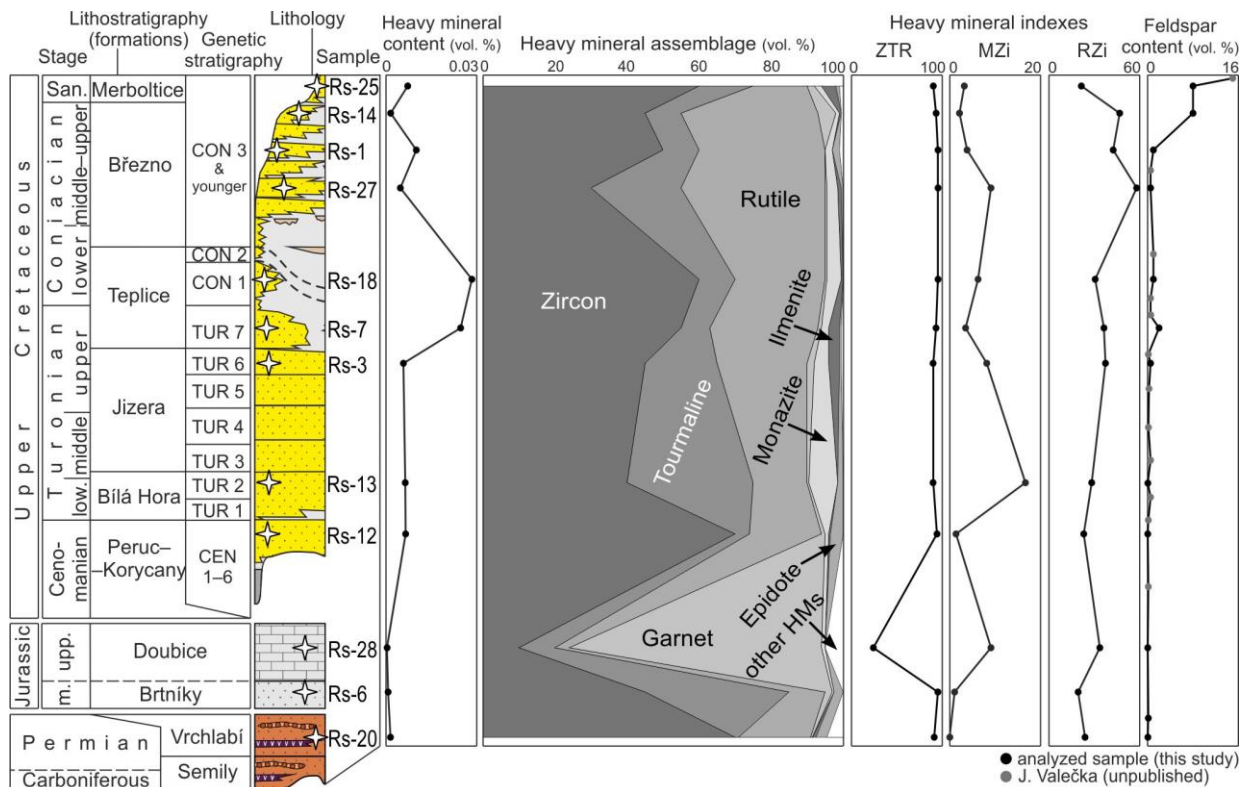 Lithostratigraphy
(formations)
Lithology
Heavy mineral
content (vol. %)
Heavy mineral assemblage (vol. %)
Heavy mineral indexes
Feldspar
content (vol. %)
Stage
Genetic
stratigraphy
Sample
ZTR
MZi
RZi
0 0.03
0 20 40 60 80 100
0 100
0 20
0 60
0 16
Upper Cretaceous
San.
Merboltice
Rs-25
Coniacian
middle–upper
lower
Březno
CON 3
&
younger
Rs-14
Rs-1
Rs-27
Teplice
CON 2
CON 1
Rs-18
Turonian
upper
middle
low.
TUR 7
Rs-7
Jizera
TUR 6
Rs-3
TUR 5
TUR 4
TUR 3
Bílá Hora
TUR 2
Rs-13
TUR 1
Ceno-
manian
Peruc–
–Korycany
CEN
1–6
Rs-12
Jurassic
upp.
Doubice
Rs-28
m.
Brtníky
Rs-6
Permian
Vrchlabí
Rs-20
Carboniferous
Semily
v v v v v
v v v
Zircon
Tourmaline
Rutile
Ilmenite
Monazite
Epidote
Garnet
other HMs
analyzed sample (this study)
J. Valečka (unpublished)